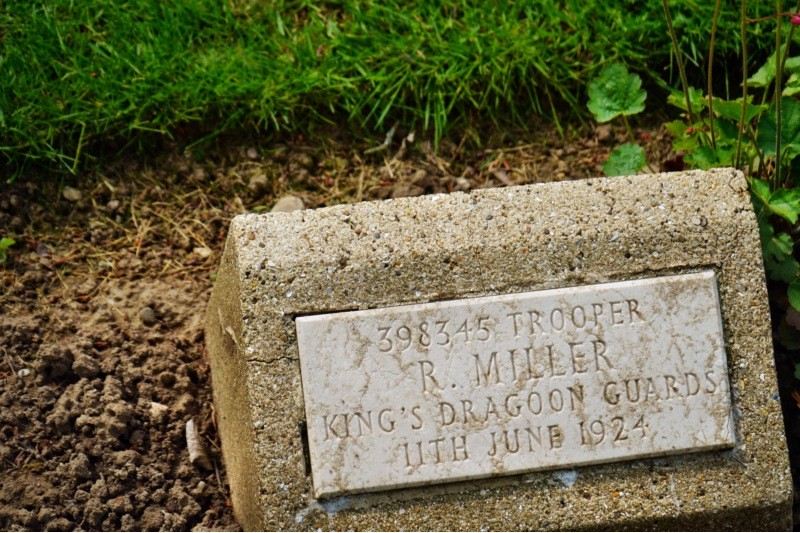 398345 TROOPER
R. MILLER
KING'S DRAGOON GUARDS
11TH JUNE 1924